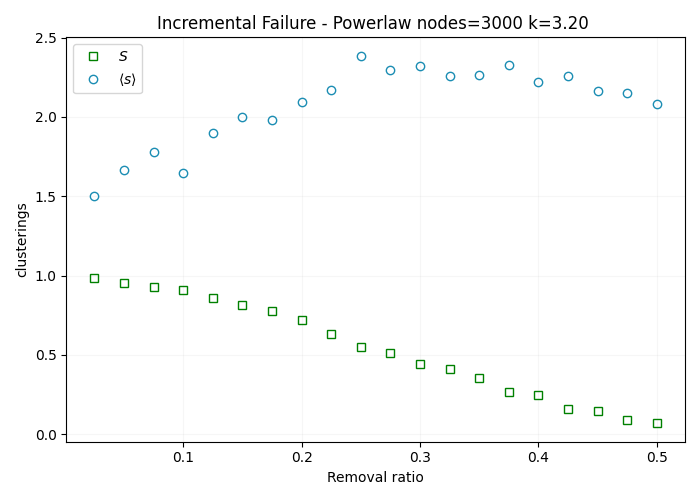 Incremental Failure - Powerlaw nodes=3000 k=3.20
S
⟨s⟩
2.5
2.0
1.5
1.0
0.5
0.0
clusterings
0.1
0.2
0.3
0.4
0.5
Removal ratio